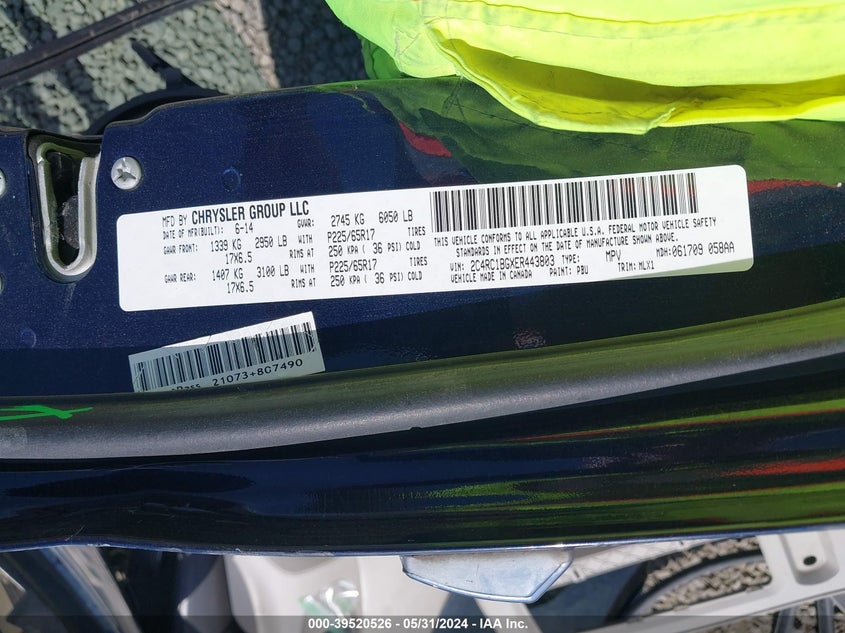 MFD BY CHRYSLER GROUP LLC
DATE OF MFR(BUILT): 6-14 GVWR: 2745 KG 6050 LB
GAWR FRONT: 1339 KG 2950 LB WITH P225/65R17 TIRES
17X6.5 RIMS AT 250 KPA ( 36 PSI) COLD
GAWR REAR: 1407 KG 3100 LB WITH P225/65R17 TIRES
17X6.5 RIMS AT 250 KPA ( 36 PSI) COLD
THIS VEHICLE CONFORMS TO ALL APPLICABLE U.S.A. FEDERAL MOTOR VEHICLE SAFETY
STANDARDS IN EFFECT ON THE DATE OF MANUFACTURE SHOWN ABOVE.
VIN: 2C4RC1BGXER443803 TYPE: MPV MDH: 061709 058AA
VEHICLE MADE IN CANADA PAINT: PBU TRIM: MLX1
Pass 21073+8G7490
000-39520526 - 05/31/2024 - IAA Inc.